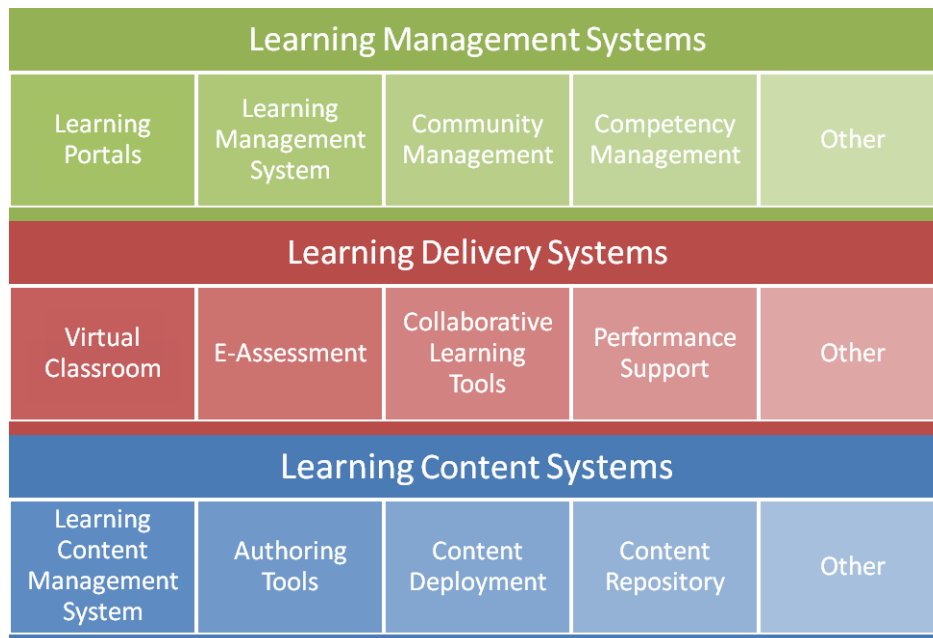 Learning Management Systems
Learning
Portals
Learning
Management
System
Community
Management
Competency
Management
Other
Learning Delivery Systems
Virtual
Classroom
E-Assessment
Collaborative
Learning
Tools
Performance
Support
Other
Learning Content Systems
Learning
Content
Management
System
Authoring
Tools
Content
Deployment
Content
Repository
Other